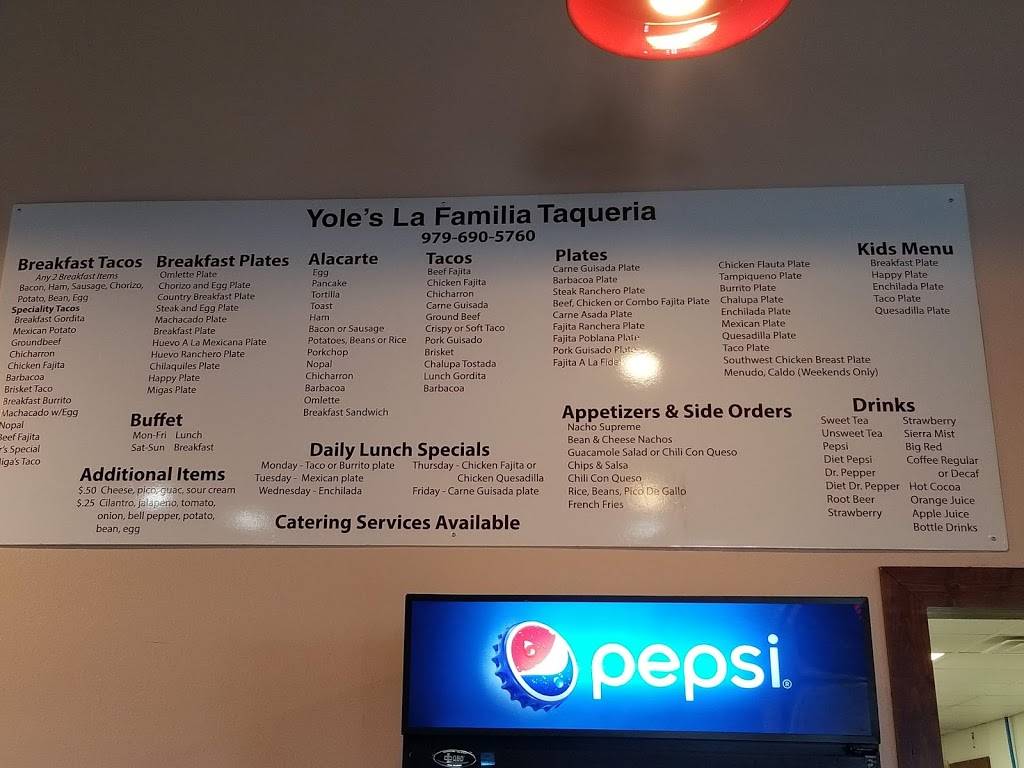 Yole's La Familia Taqueria
979-690-5760
Breakfast Tacos
Any 2 Breakfast Items
Bacon, Ham, Sausage, Chorizo,
Potato, Bean, Egg
Speciality Tacos
Breakfast Gordita
Mexican Potato
Groundbeef
Chicharron
Chicken Fajita
Barbacoa
Brisket Taco
Breakfast Burrito
Machacado w/Egg
Nopal
Beef Fajita
's Special
Miga's Taco
Breakfast Plates
Omlette Plate
Chorizo and Egg Plate
Country Breakfast Plate
Steak and Egg Plate
Machacado Plate
Breakfast Plate
Huevo A La Mexicana Plate
Huevo Ranchero Plate
Chilaquiles Plate
Happy Plate
Migas Plate
Buffet
Mon-Fri Lunch
Sat-Sun Breakfast
Additional Items
$.50 Cheese, pico, guac, sour cream
$.25 Cilantro, jalapeno, tomato,
onion, bell pepper, potato,
bean, egg
Alacarte
Egg
Pancake
Tortilla
Toast
Ham
Bacon or Sausage
Potatoes, Beans or Rice
Porkchop
Nopal
Chicharron
Barbacoa
Omlette
Breakfast Sandwich
Tacos
Beef Fajita
Chicken Fajita
Chicharron
Carne Guisada
Ground Beef
Crispy or Soft Taco
Pork Guisado
Brisket
Chalupa Tostada
Lunch Gordita
Barbacoa
Daily Lunch Specials
Monday - Taco or Burrito plate
Tuesday - Mexican plate
Wednesday - Enchilada
Thursday - Chicken Fajita or
Chicken Quesadilla
Friday - Carne Guisada plate
Catering Services Available
Plates
Carne Guisada Plate
Barbacoa Plate
Steak Ranchero Plate
Beef, Chicken or Combo Fajita Plate
Carne Asada Plate
Fajita Ranchera Plate
Fajita Poblana Plate
Pork Guisado Plate
Fajita A La
Chicken Flauta Plate
Tampiqueno Plate
Burrito Plate
Chalupa Plate
Enchilada Plate
Mexican Plate
Quesadilla Plate
Taco Plate
Southwest Chicken Breast Plate
Menudo, Caldo (Weekends Only)
Appetizers & Side Orders
Nacho Supreme
Bean & Cheese Nachos
Guacamole Salad or Chili Con Queso
Chips & Salsa
Chili Con Queso
Rice, Beans, Pico De Gallo
French Fries
Kids Menu
Breakfast Plate
Happy Plate
Enchilada Plate
Taco Plate
Quesadilla Plate
Drinks
Sweet Tea
Unsweet Tea
Pepsi
Diet Pepsi
Dr. Pepper
Diet Dr. Pepper
Root Beer
Strawberry
Strawberry
Sierra Mist
Big Red
Coffee Regular
or Decaf
Hot Cocoa
Orange Juice
Apple Juice
Bottle Drinks
pepsi®